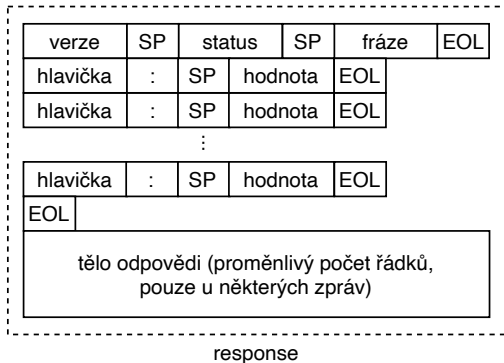 verze SP status SP fráze EOL
hlavička : SP hodnota EOL
hlavička : SP hodnota EOL
⋮
hlavička : SP hodnota EOL
EOL
tělo odpovědi (proměnlivý počet řádků,
pouze u některých zpráv)
response